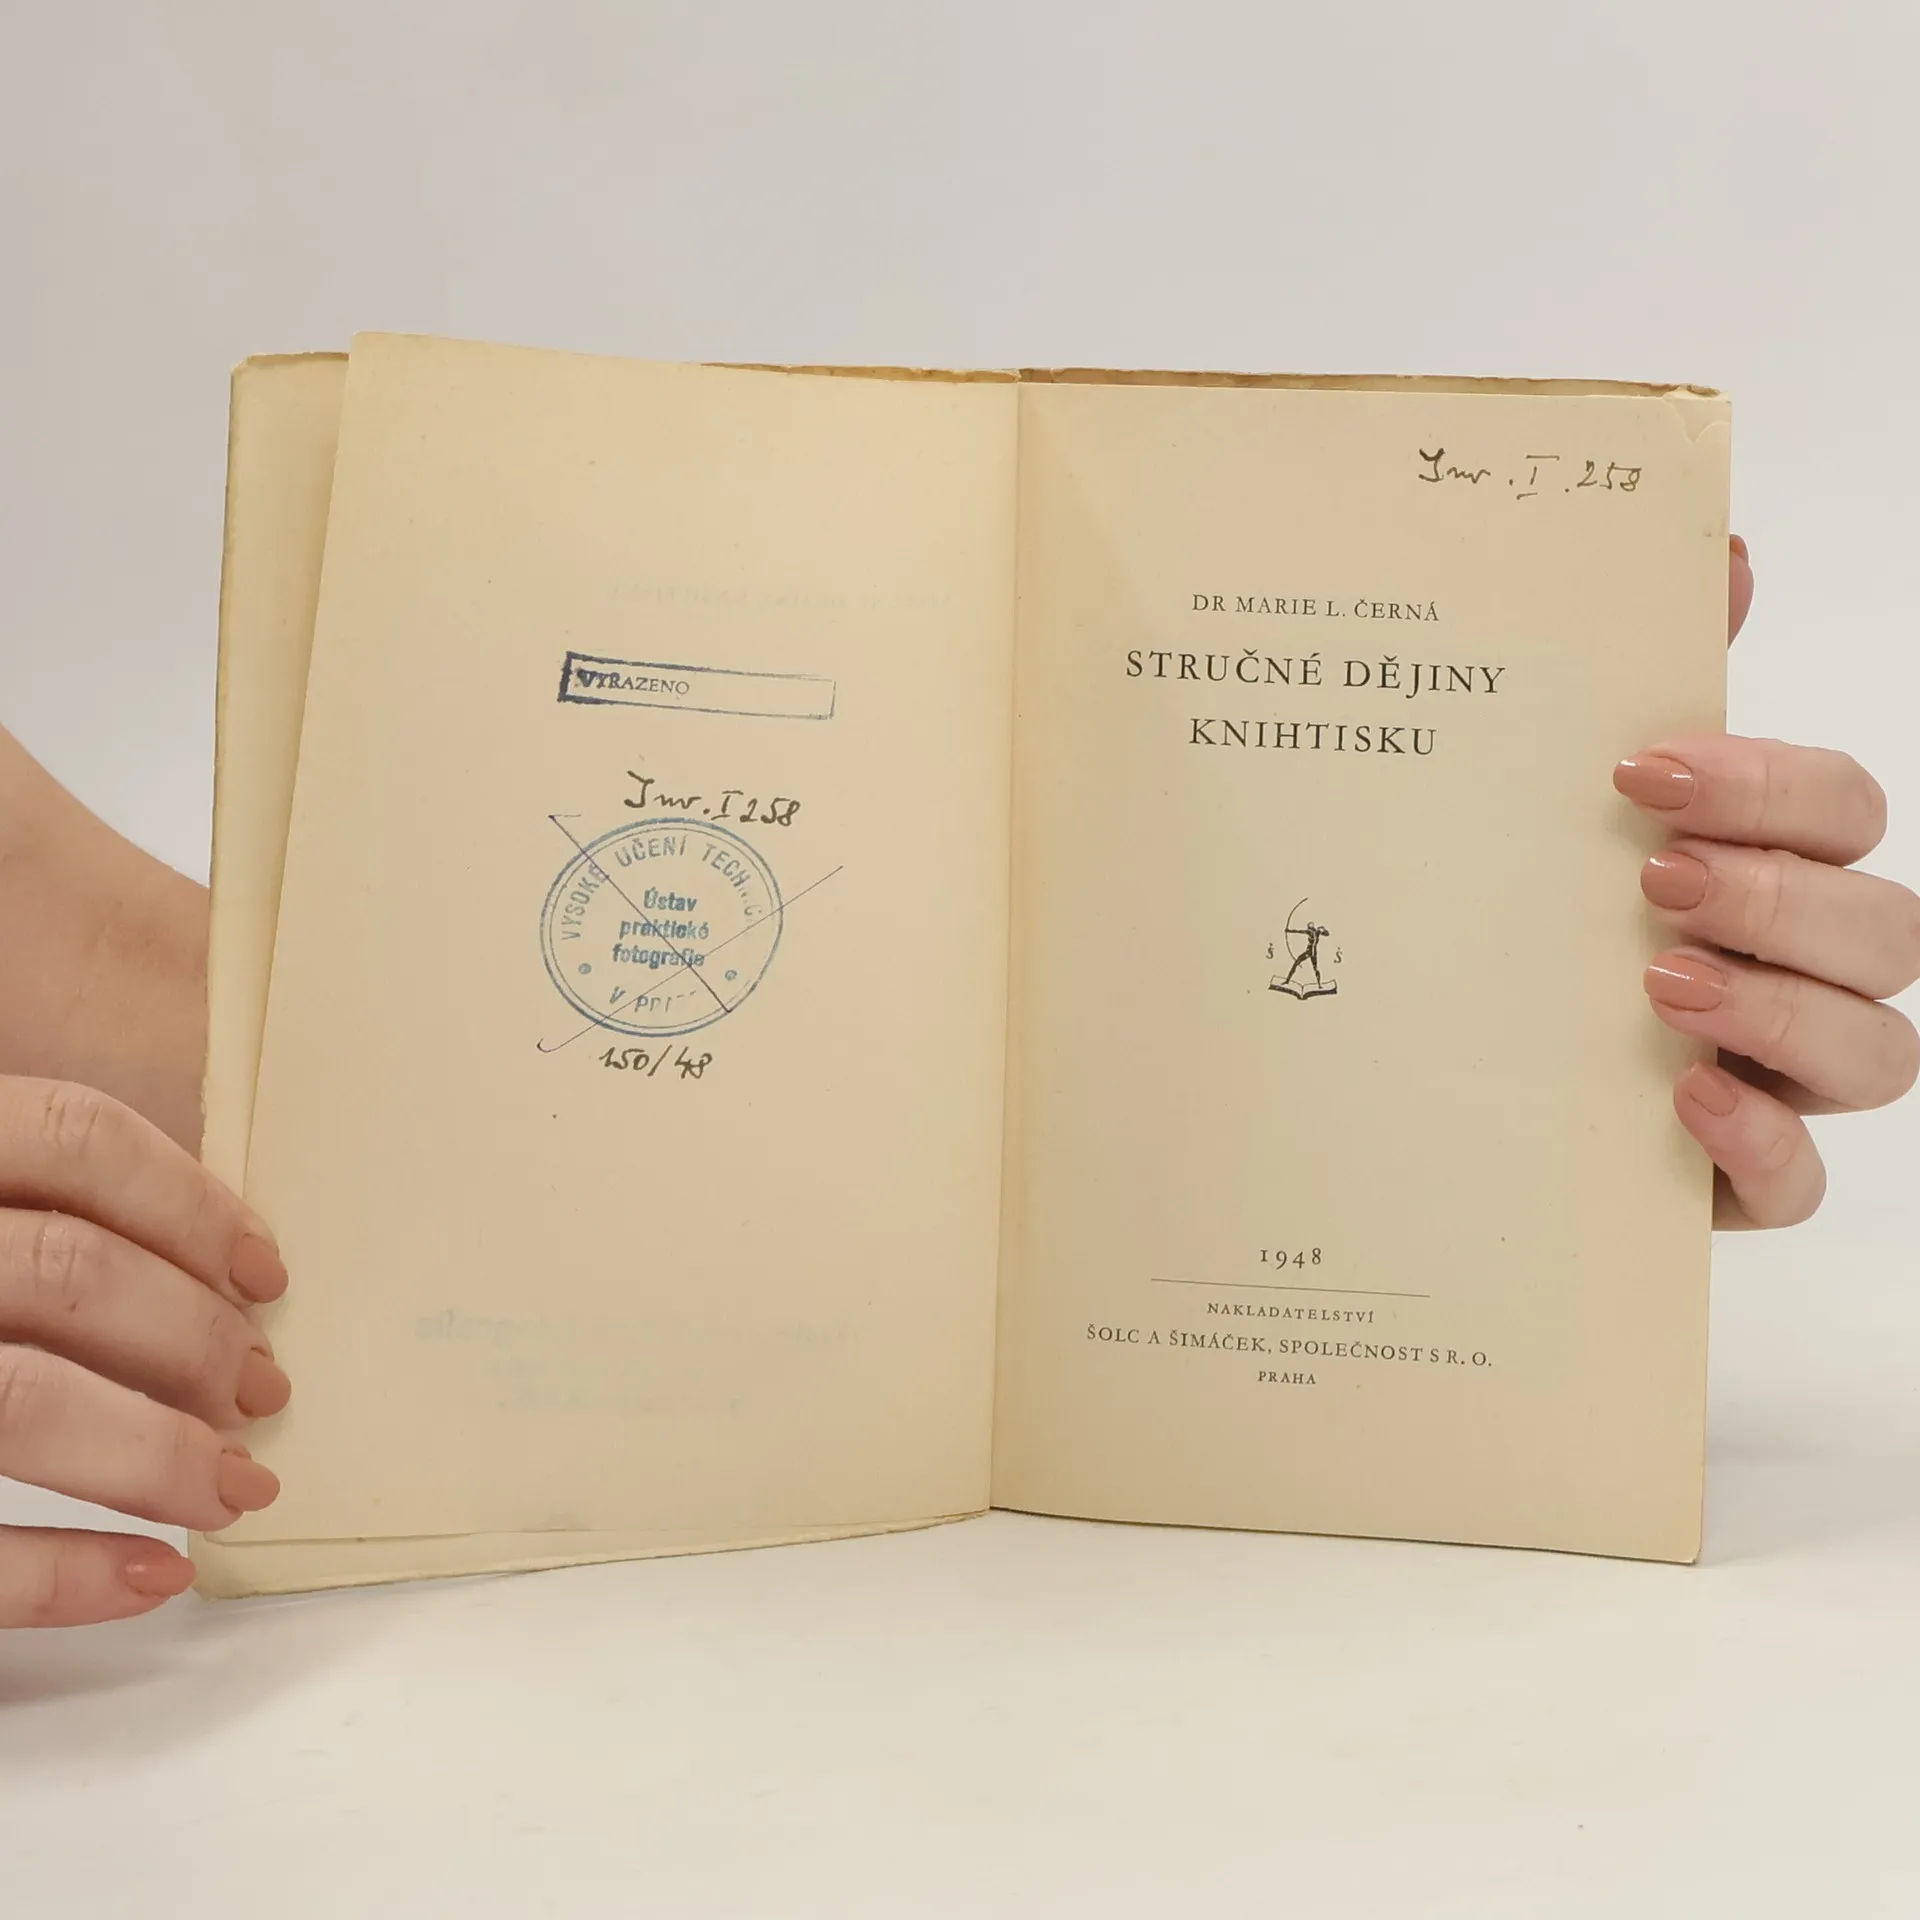 VYŘAZENO
Inv. I 258
VYSOKÉ UČENÍ TECHN. C.
Ústav
praktické
fotografie
V
150/48
Inv. I. 258
DR MARIE L. ČERNÁ
STRUČNÉ DĚJINY
KNIHTISKU
Š Š
1948
NAKLADATELSTVÍ
ŠOLC A ŠIMÁČEK, SPOLEČNOST S R. O.
PRAHA